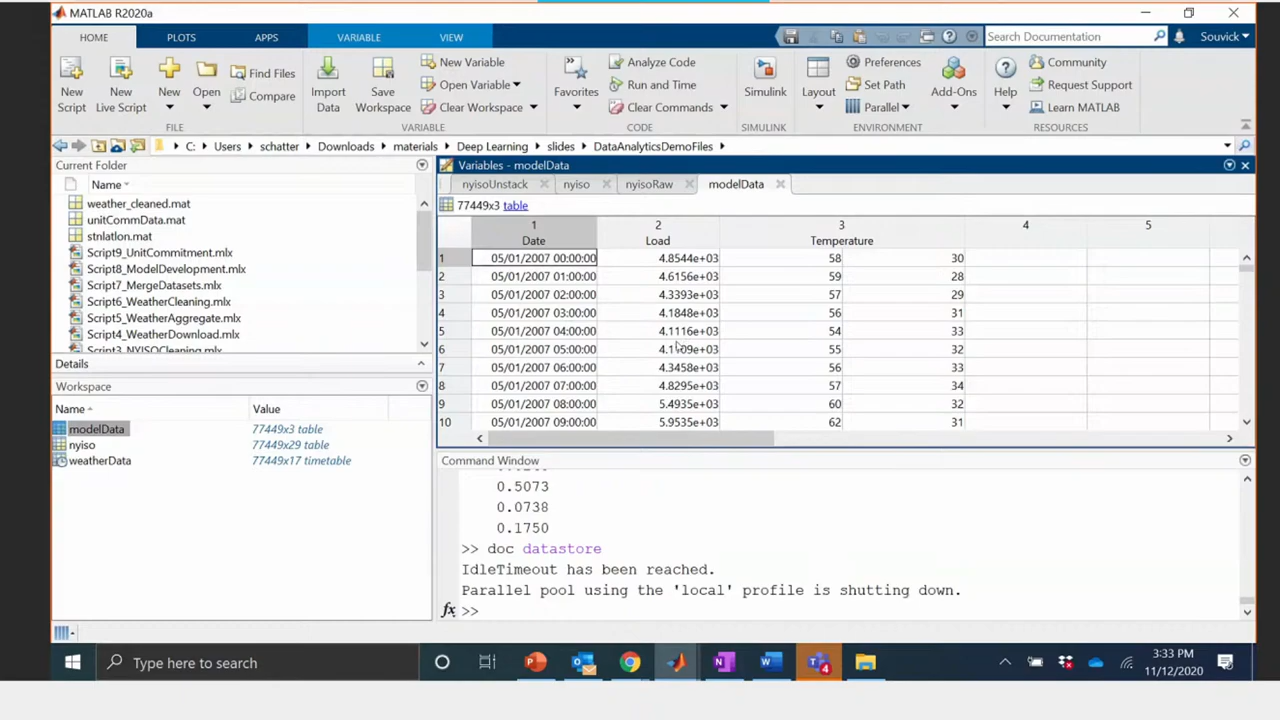 MATLAB R2020a
HOME PLOTS APPS VARIABLE VIEW Search Documentation Souvick
New Script
New Live Script
New
Open
Find Files
Compare
FILE
Import Data
Save Workspace
New Variable
Open Variable
Clear Workspace
VARIABLE
Favorites
Analyze Code
Run and Time
Clear Commands
CODE
Simulink
SIMULINK
Layout
Preferences
Set Path
Parallel
Add-Ons
ENVIRONMENT
Help
Community
Request Support
Learn MATLAB
RESOURCES
C: Users schatter Downloads materials Deep Learning slides DataAnalyticsDemoFiles
Current Folder
Name
weather_cleaned.mat
unitCommData.mat
stnlatlon.mat
Script9_UnitCommitment.mlx
Script8_ModelDevelopment.mlx
Script7_MergeDatasets.mlx
Script6_WeatherCleaning.mlx
Script5_WeatherAggregate.mlx
Script4_WeatherDownload.mlx
Script3_NYISOCleaning.mlx
Details
Workspace
Name Value
modelData 77449x3 table
nyiso 77449x29 table
weatherData 77449x17 timetable
Variables - modelData
nyisoUnstack nyiso nyisoRaw modelData
77449x3 table
1 2 3 4 5
Date Load Temperature
1 05/01/2007 00:00:00 4.8544e+03 58 30
2 05/01/2007 01:00:00 4.6156e+03 59 28
3 05/01/2007 02:00:00 4.3393e+03 57 29
4 05/01/2007 03:00:00 4.1848e+03 56 31
5 05/01/2007 04:00:00 4.1116e+03 54 33
6 05/01/2007 05:00:00 55 32
7 05/01/2007 06:00:00 4.3458e+03 56 33
8 05/01/2007 07:00:00 4.8295e+03 57 34
9 05/01/2007 08:00:00 5.4935e+03 60 32
10 05/01/2007 09:00:00 5.9535e+03 62 31
Command Window
0.5073
0.0738
0.1750
>> doc datastore
IdleTimeout has been reached.
Parallel pool using the 'local' profile is shutting down.
fx >>
Type here to search
4
3:33 PM
11/12/2020